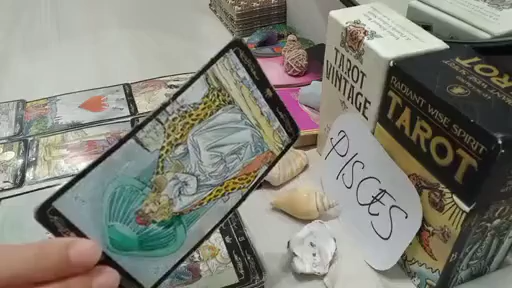 TAROT
VINTAGE
RADIANT WISE SPIRIT
TAROT
PISCES